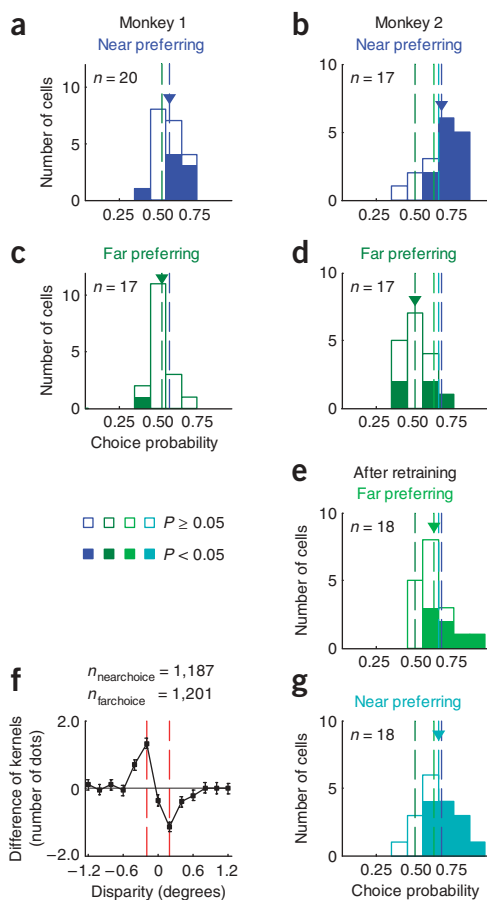 a
Monkey 1
Near preferring
n = 20
10
5
0
Number of cells
0.25 0.50 0.75
b
Monkey 2
Near preferring
n = 17
10
5
0
Number of cells
0.25 0.50 0.75
c
Far preferring
n = 17
10
5
0
Number of cells
0.25 0.50 0.75
Choice probability
d
Far preferring
n = 17
10
5
0
Number of cells
0.25 0.50 0.75
P ≥ 0.05
P < 0.05
e
After retraining
Far preferring
n = 18
10
5
0
Number of cells
0.25 0.50 0.75
f
nnearchoice = 1,187
nfarchoice = 1,201
2.0
0
−2.0
Difference of kernels
(number of dots)
−1.2 −0.6 0 0.6 1.2
Disparity (degrees)
g
Near preferring
n = 18
10
5
0
Number of cells
0.25 0.50 0.75
Choice probability